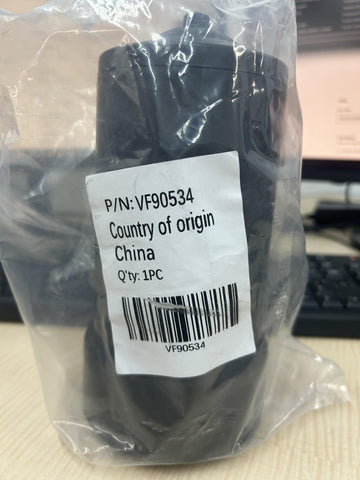 P/N:VF90534
Country of origin
China
Q'ty: 1PC
VF90534